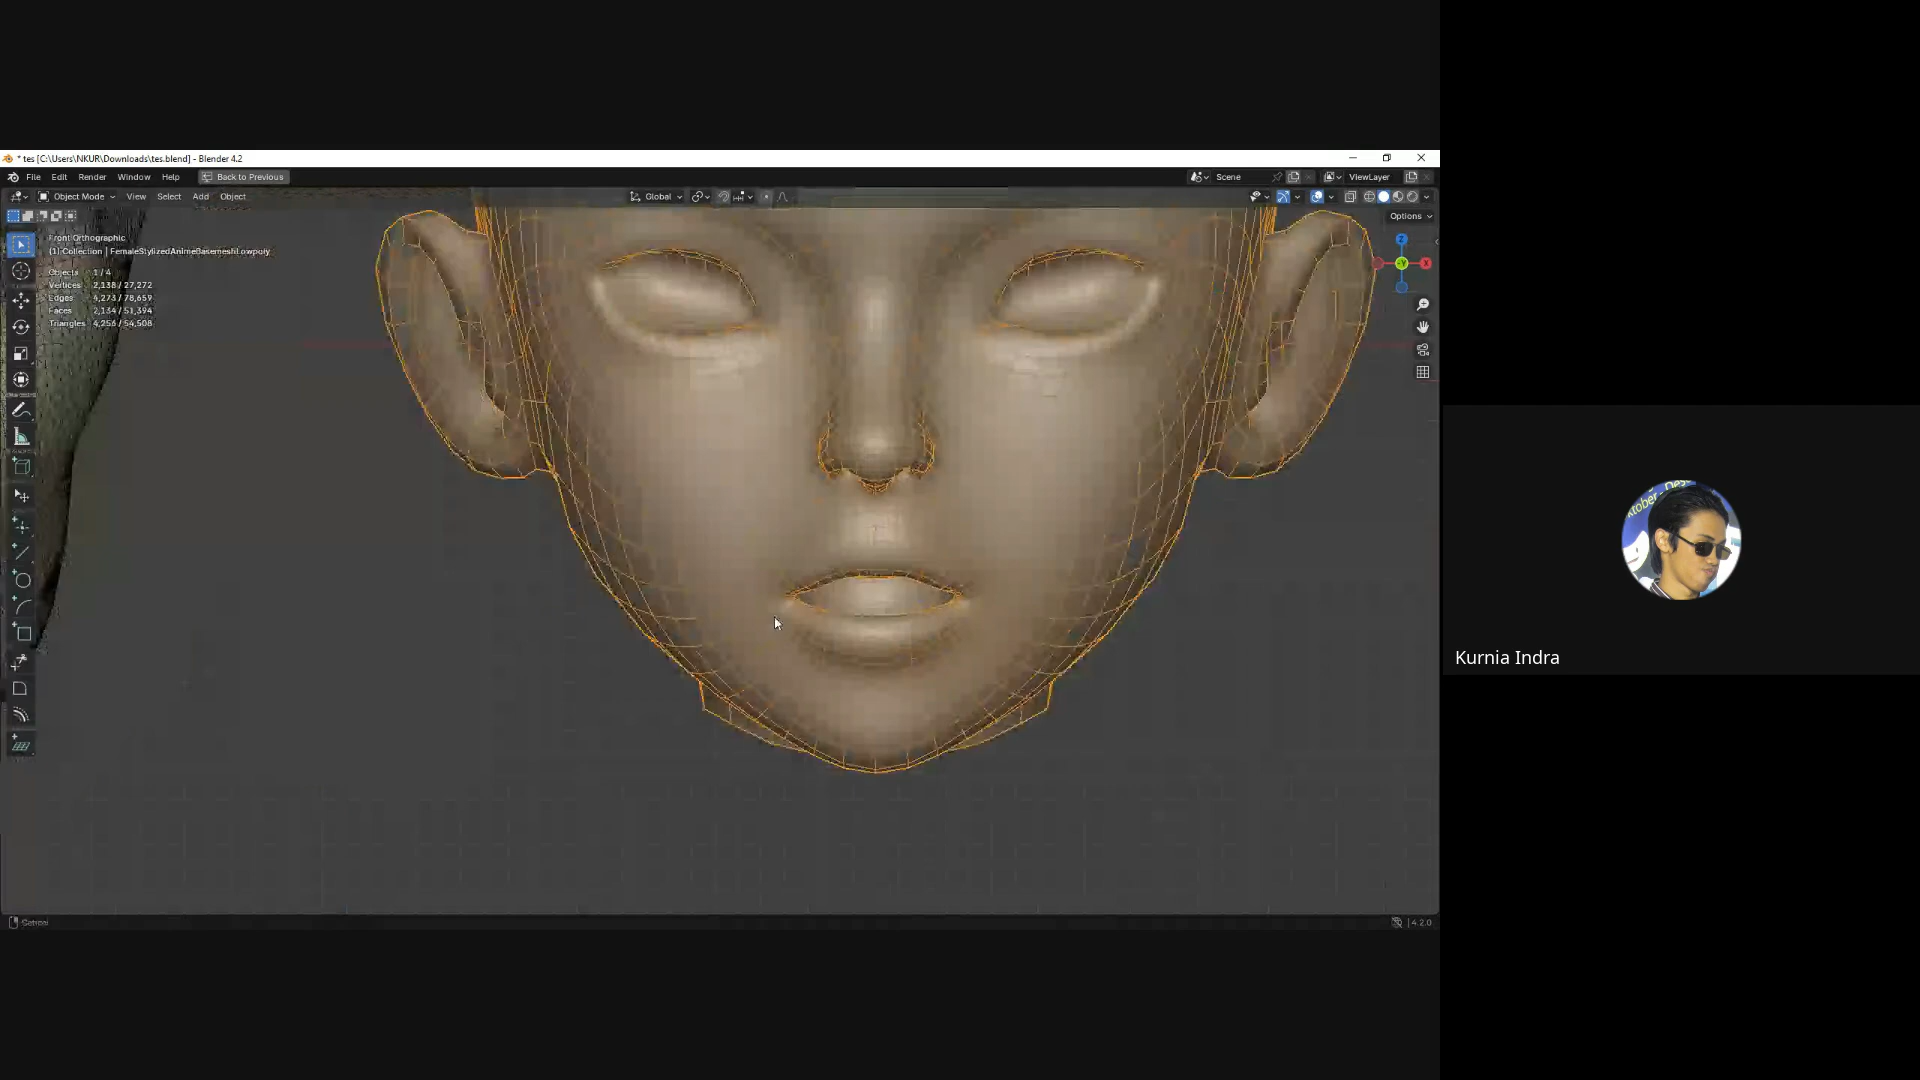 * tes [C:\Users\NKUR\Downloads\tes.blend] - Blender 4.2
File Edit Render Window Help Back to Previous
Scene ViewLayer
Object Mode View Select Add Object Global
Options
Front Orthographic
(1) Collection | FemaleStylizedAnimeBasemeshLowpoly
Objects 1 / 4
Vertices 2,138 / 27,272
Edges 4,273 / 78,659
Faces 2,134 / 51,394
Triangles 4,256 / 54,508
Z
-Y
X
Kurnia Indra
4.2.0